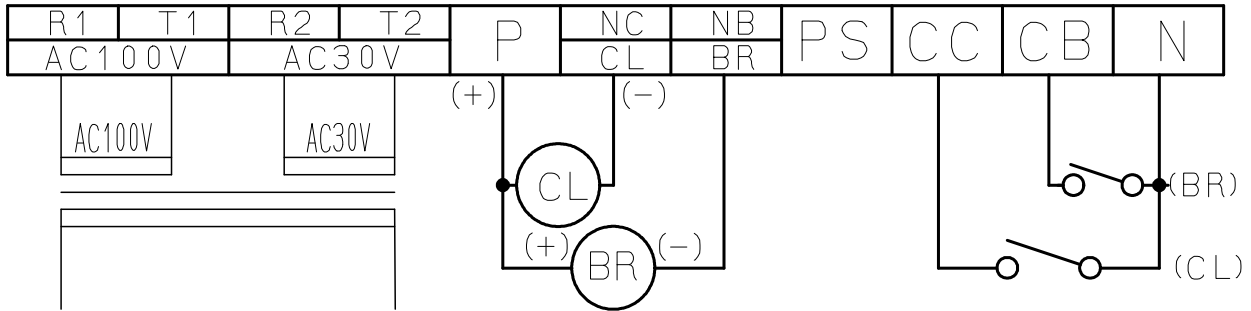 R1 T1 R2 T2 P NC NB PS CC CB N
AC100V AC30V CL BR
(+) (-)
AC100V AC30V
CL (BR)
(+) BR (-) (CL)